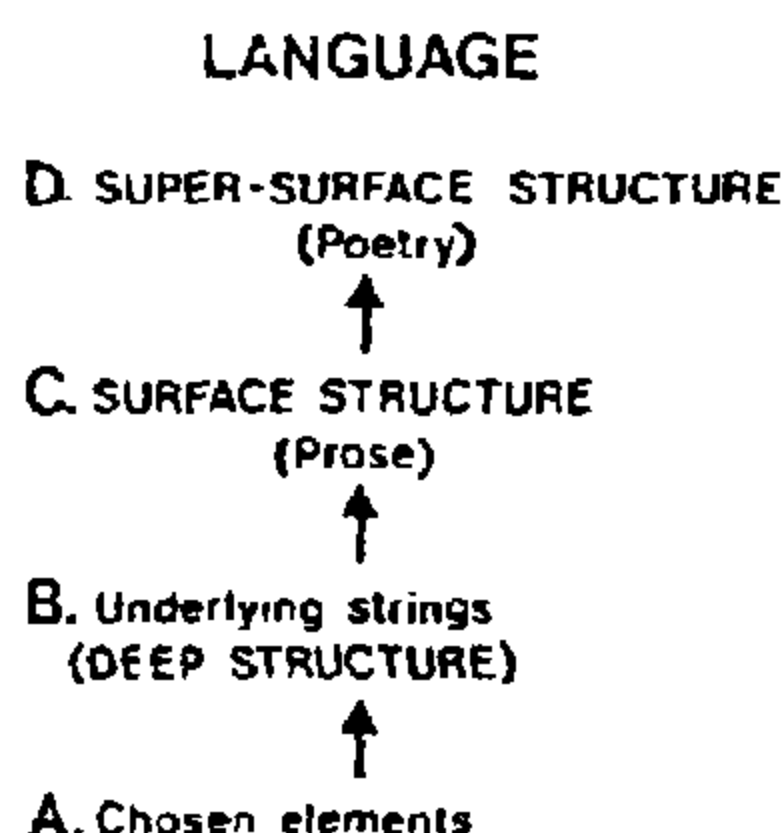 LANGUAGE
D. SUPER-SURFACE STRUCTURE
(Poetry)
C. SURFACE STRUCTURE
(Prose)
B. Underlying strings
(DEEP STRUCTURE)
A. Chosen elements